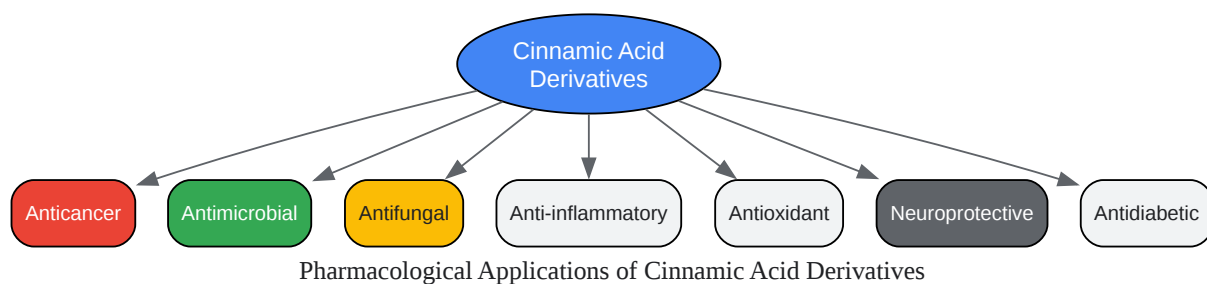 Cinnamic Acid
Derivatives
Anticancer
Antimicrobial
Antifungal
Anti-inflammatory
Antioxidant
Neuroprotective
Antidiabetic
Pharmacological Applications of Cinnamic Acid Derivatives